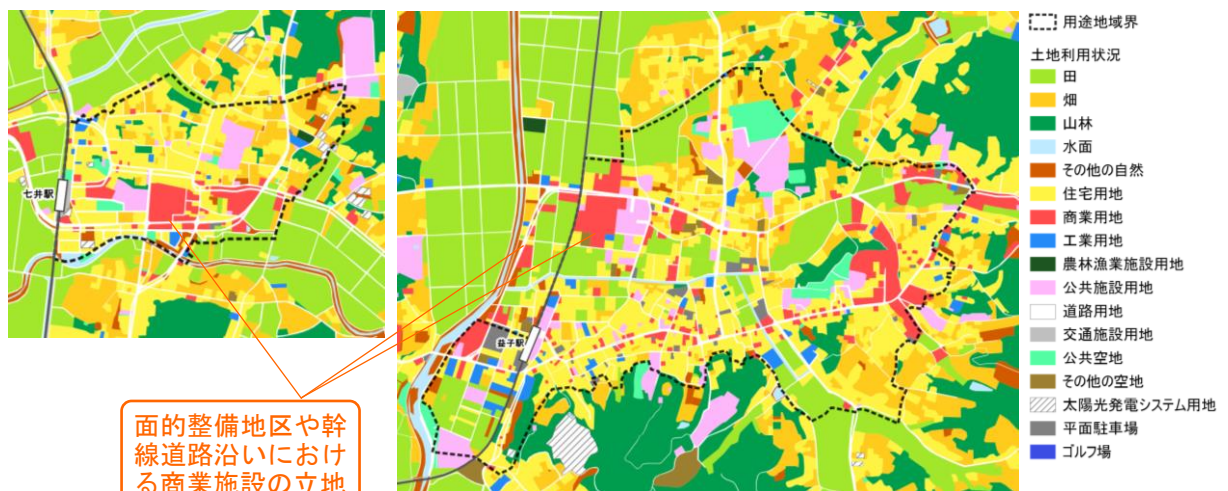 七井駅
益子駅
面的整備地区や幹
線道路沿いにおけ
る商業施設の立地
用途地域界
土地利用状況
田
畑
山林
水面
その他の自然
住宅用地
商業用地
工業用地
農林漁業施設用地
公共施設用地
道路用地
交通施設用地
公共空地
その他の空地
太陽光発電システム用地
平面駐車場
ゴルフ場